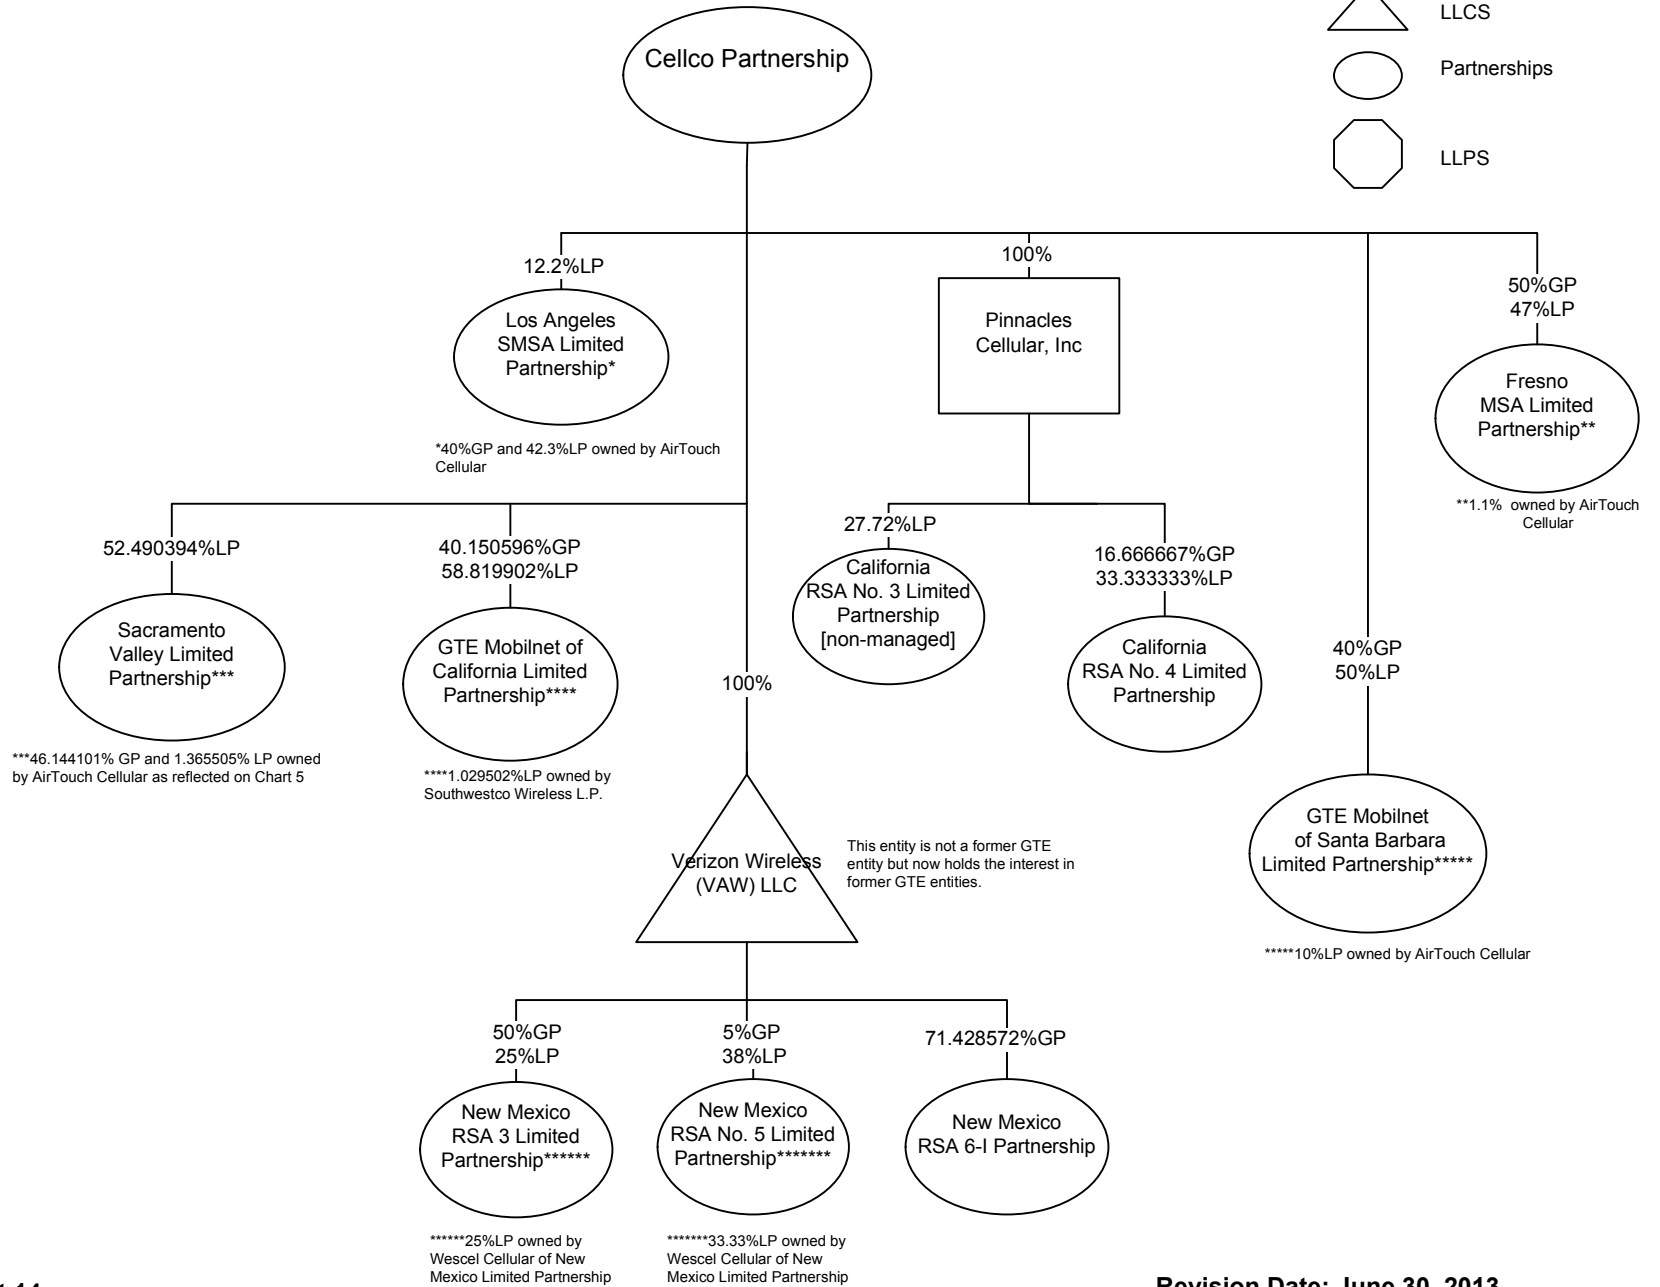 LLCS
Cellco Partnership
Partnerships
LLPS
12.2%LP
Los Angeles
SMSA Limited
Partnership*
*40%GP and 42.3%LP owned by AirTouch
Cellular
100%
Pinnacles
Cellular, Inc
50%GP
47%LP
Fresno
MSA Limited
Partnership**
**1.1% owned by AirTouch
Cellular
52.490394%LP
Sacramento
Valley Limited
Partnership***
***46.144101% GP and 1.365505% LP owned
by AirTouch Cellular as reflected on Chart 5
40.150596%GP
58.819902%LP
GTE Mobilnet of
California Limited
Partnership****
****1.029502%LP owned by
Southwestco Wireless L.P.
27.72%LP
California
RSA No. 3 Limited
Partnership
[non-managed]
16.666667%GP
33.333333%LP
California
RSA No. 4 Limited
Partnership
40%GP
50%LP
GTE Mobilnet
of Santa Barbara
Limited Partnership*****
*****10%LP owned by AirTouch Cellular
100%
Verizon Wireless
(VAW) LLC
This entity is not a former GTE
entity but now holds the interest in
former GTE entities.
50%GP
25%LP
New Mexico
RSA 3 Limited
Partnership******
******25%LP owned by
Wescel Cellular of New
Mexico Limited Partnership
5%GP
38%LP
New Mexico
RSA No. 5 Limited
Partnership*******
*******33.33%LP owned by
Wescel Cellular of New
Mexico Limited Partnership
71.428572%GP
New Mexico
RSA 6-I Partnership
Revision Date: June 30, 2013